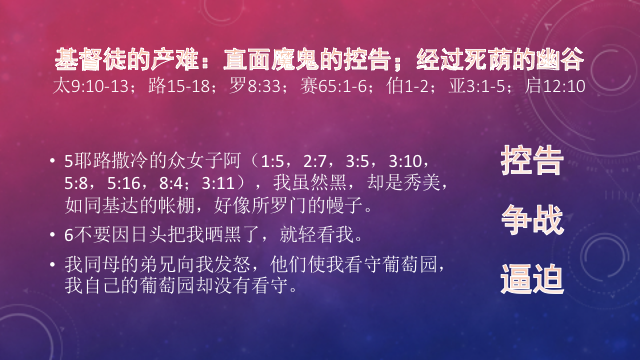 基督徒的产难：直面魔鬼的控告；经过死荫的幽谷
太9:10-13；路15-18；罗8:33；赛65:1-6；伯1-2；亚3:1-5；启12:10
• 5耶路撒冷的众女子阿（1:5，2:7，3:5，3:10，
5:8，5:16，8:4；3:11），我虽然黑，却是秀美，
如同基达的帐棚，好像所罗门的幔子。
• 6不要因日头把我晒黑了，就轻看我。
• 我同母的弟兄向我发怒，他们使我看守葡萄园，
我自己的葡萄园却没有看守。
控告
争战
逼迫